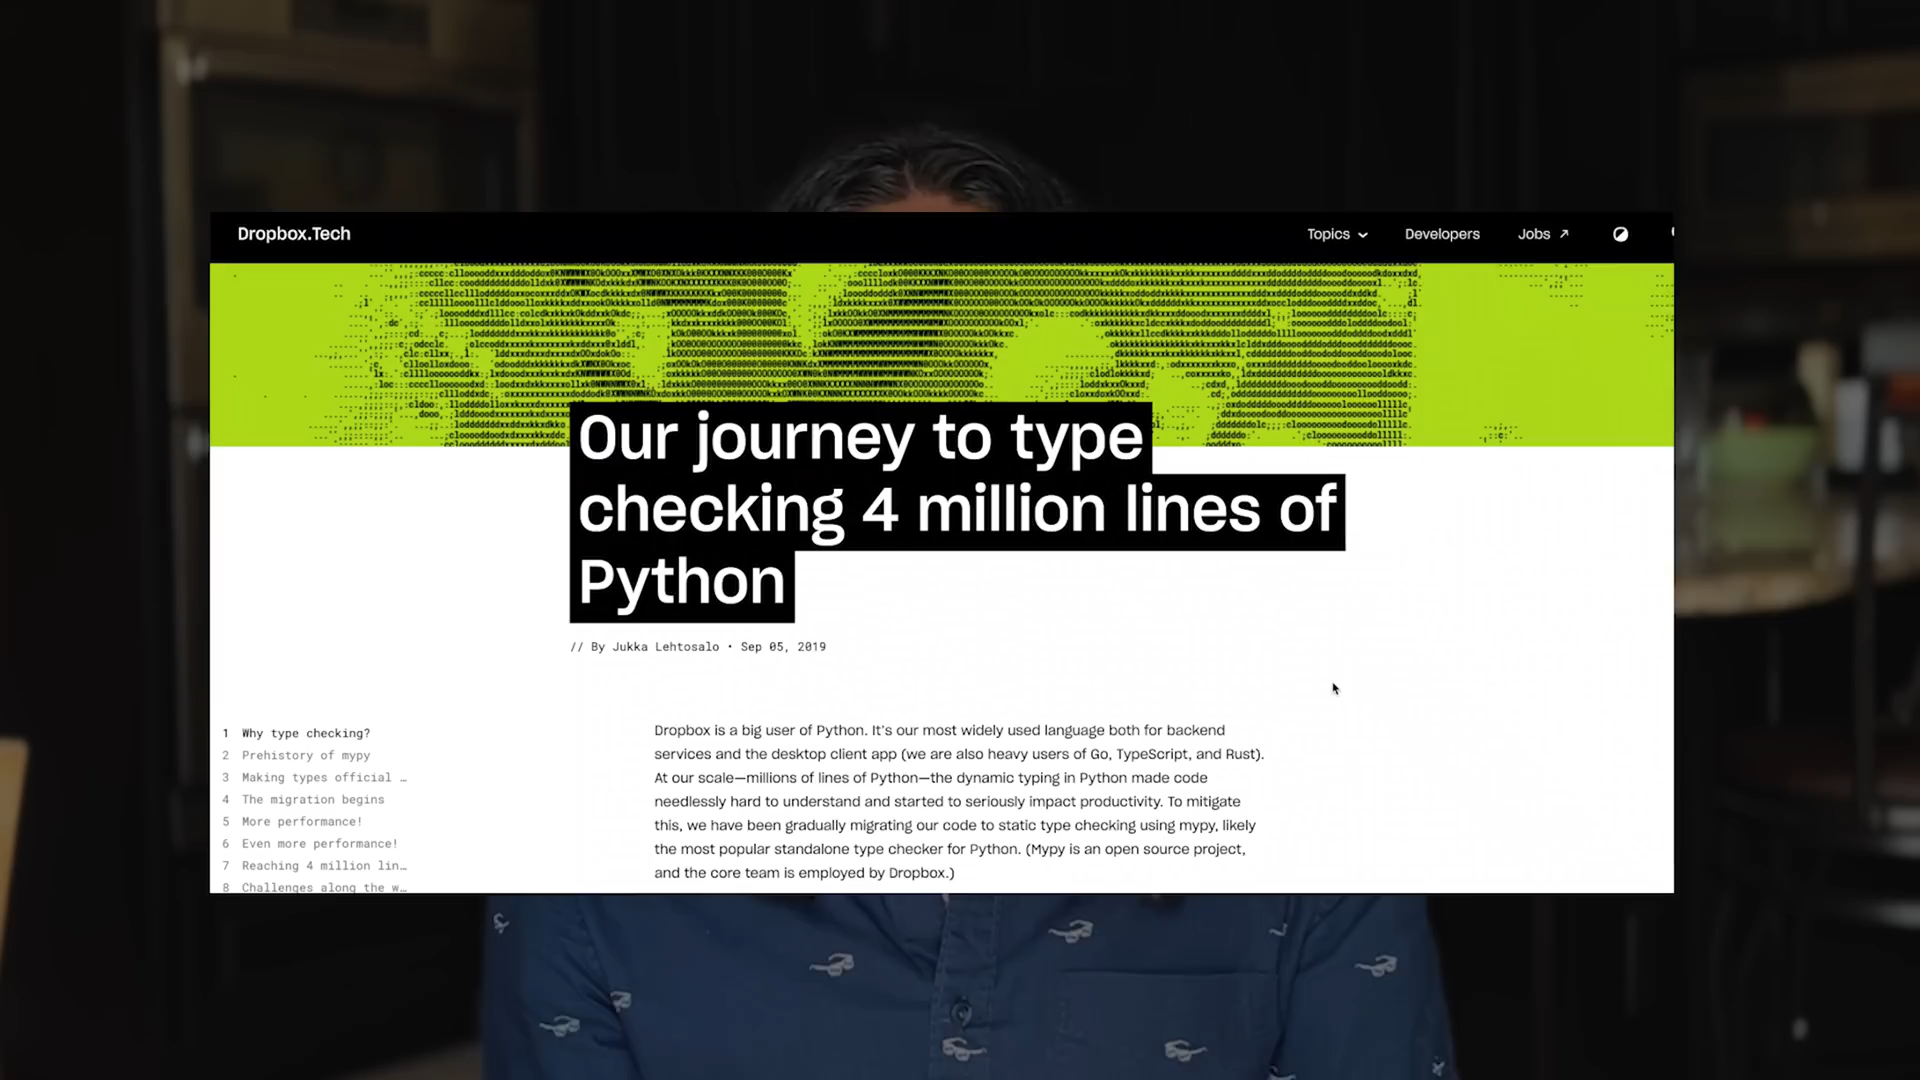 Dropbox.Tech
Topics
Developers
Jobs
Our journey to type
checking 4 million lines of
Python
// By Jukka Lehtosalo • Sep 05, 2019
1 Why type checking?
2 Prehistory of mypy
3 Making types official …
4 The migration begins
5 More performance!
6 Even more performance!
7 Reaching 4 million lin…
8 Challenges along the w…
Dropbox is a big user of Python. It's our most widely used language both for backend
services and the desktop client app (we are also heavy users of Go, TypeScript, and Rust).
At our scale—millions of lines of Python—the dynamic typing in Python made code
needlessly hard to understand and started to seriously impact productivity. To mitigate
this, we have been gradually migrating our code to static type checking using mypy, likely
the most popular standalone type checker for Python. (Mypy is an open source project,
and the core team is employed by Dropbox.)